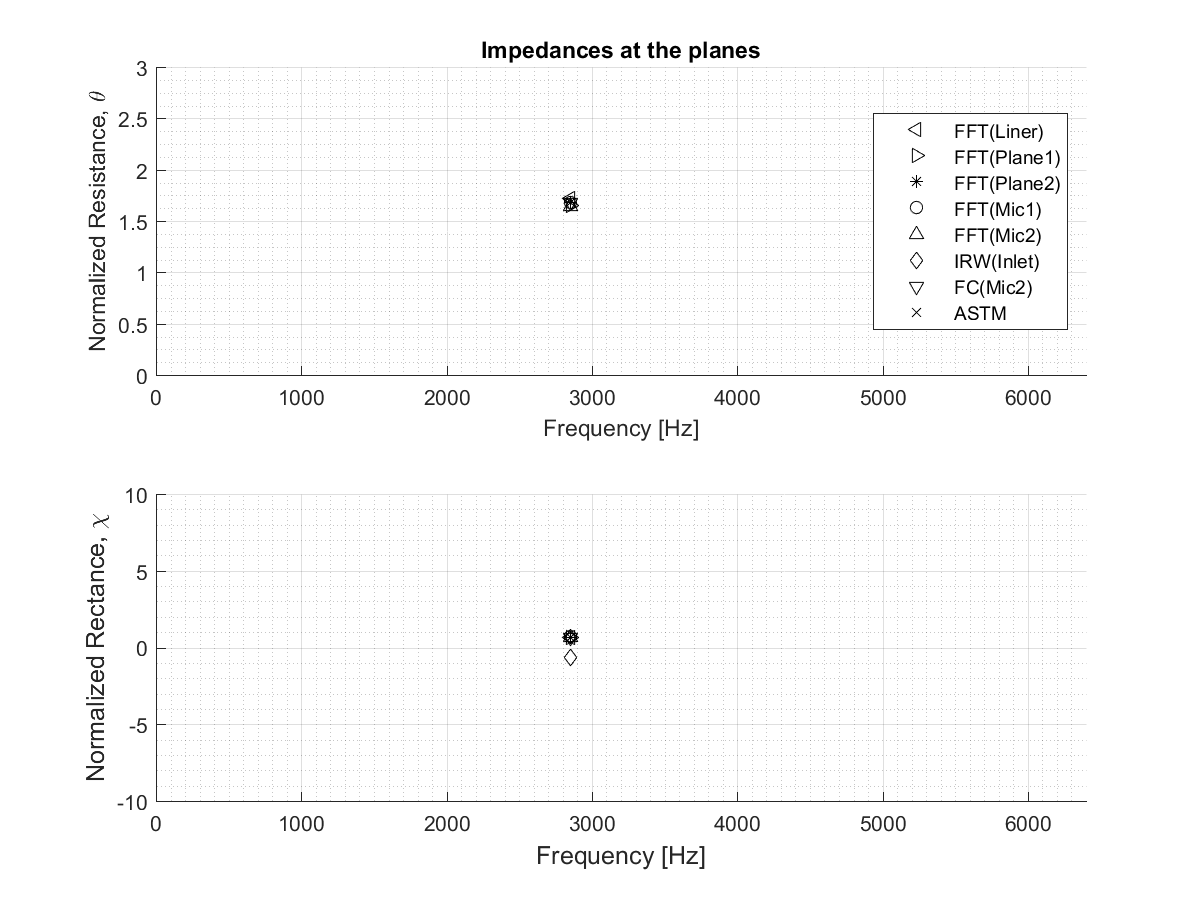 Impedances at the planes
Normalized Resistance, θ
3
2.5
2
1.5
1
0.5
0
0 1000 2000 3000 4000 5000 6000
Frequency [Hz]
FFT(Liner)
FFT(Plane1)
FFT(Plane2)
FFT(Mic1)
FFT(Mic2)
IRW(Inlet)
FC(Mic2)
ASTM
Normalized Rectance, χ
10
5
0
-5
-10
0 1000 2000 3000 4000 5000 6000
Frequency [Hz]